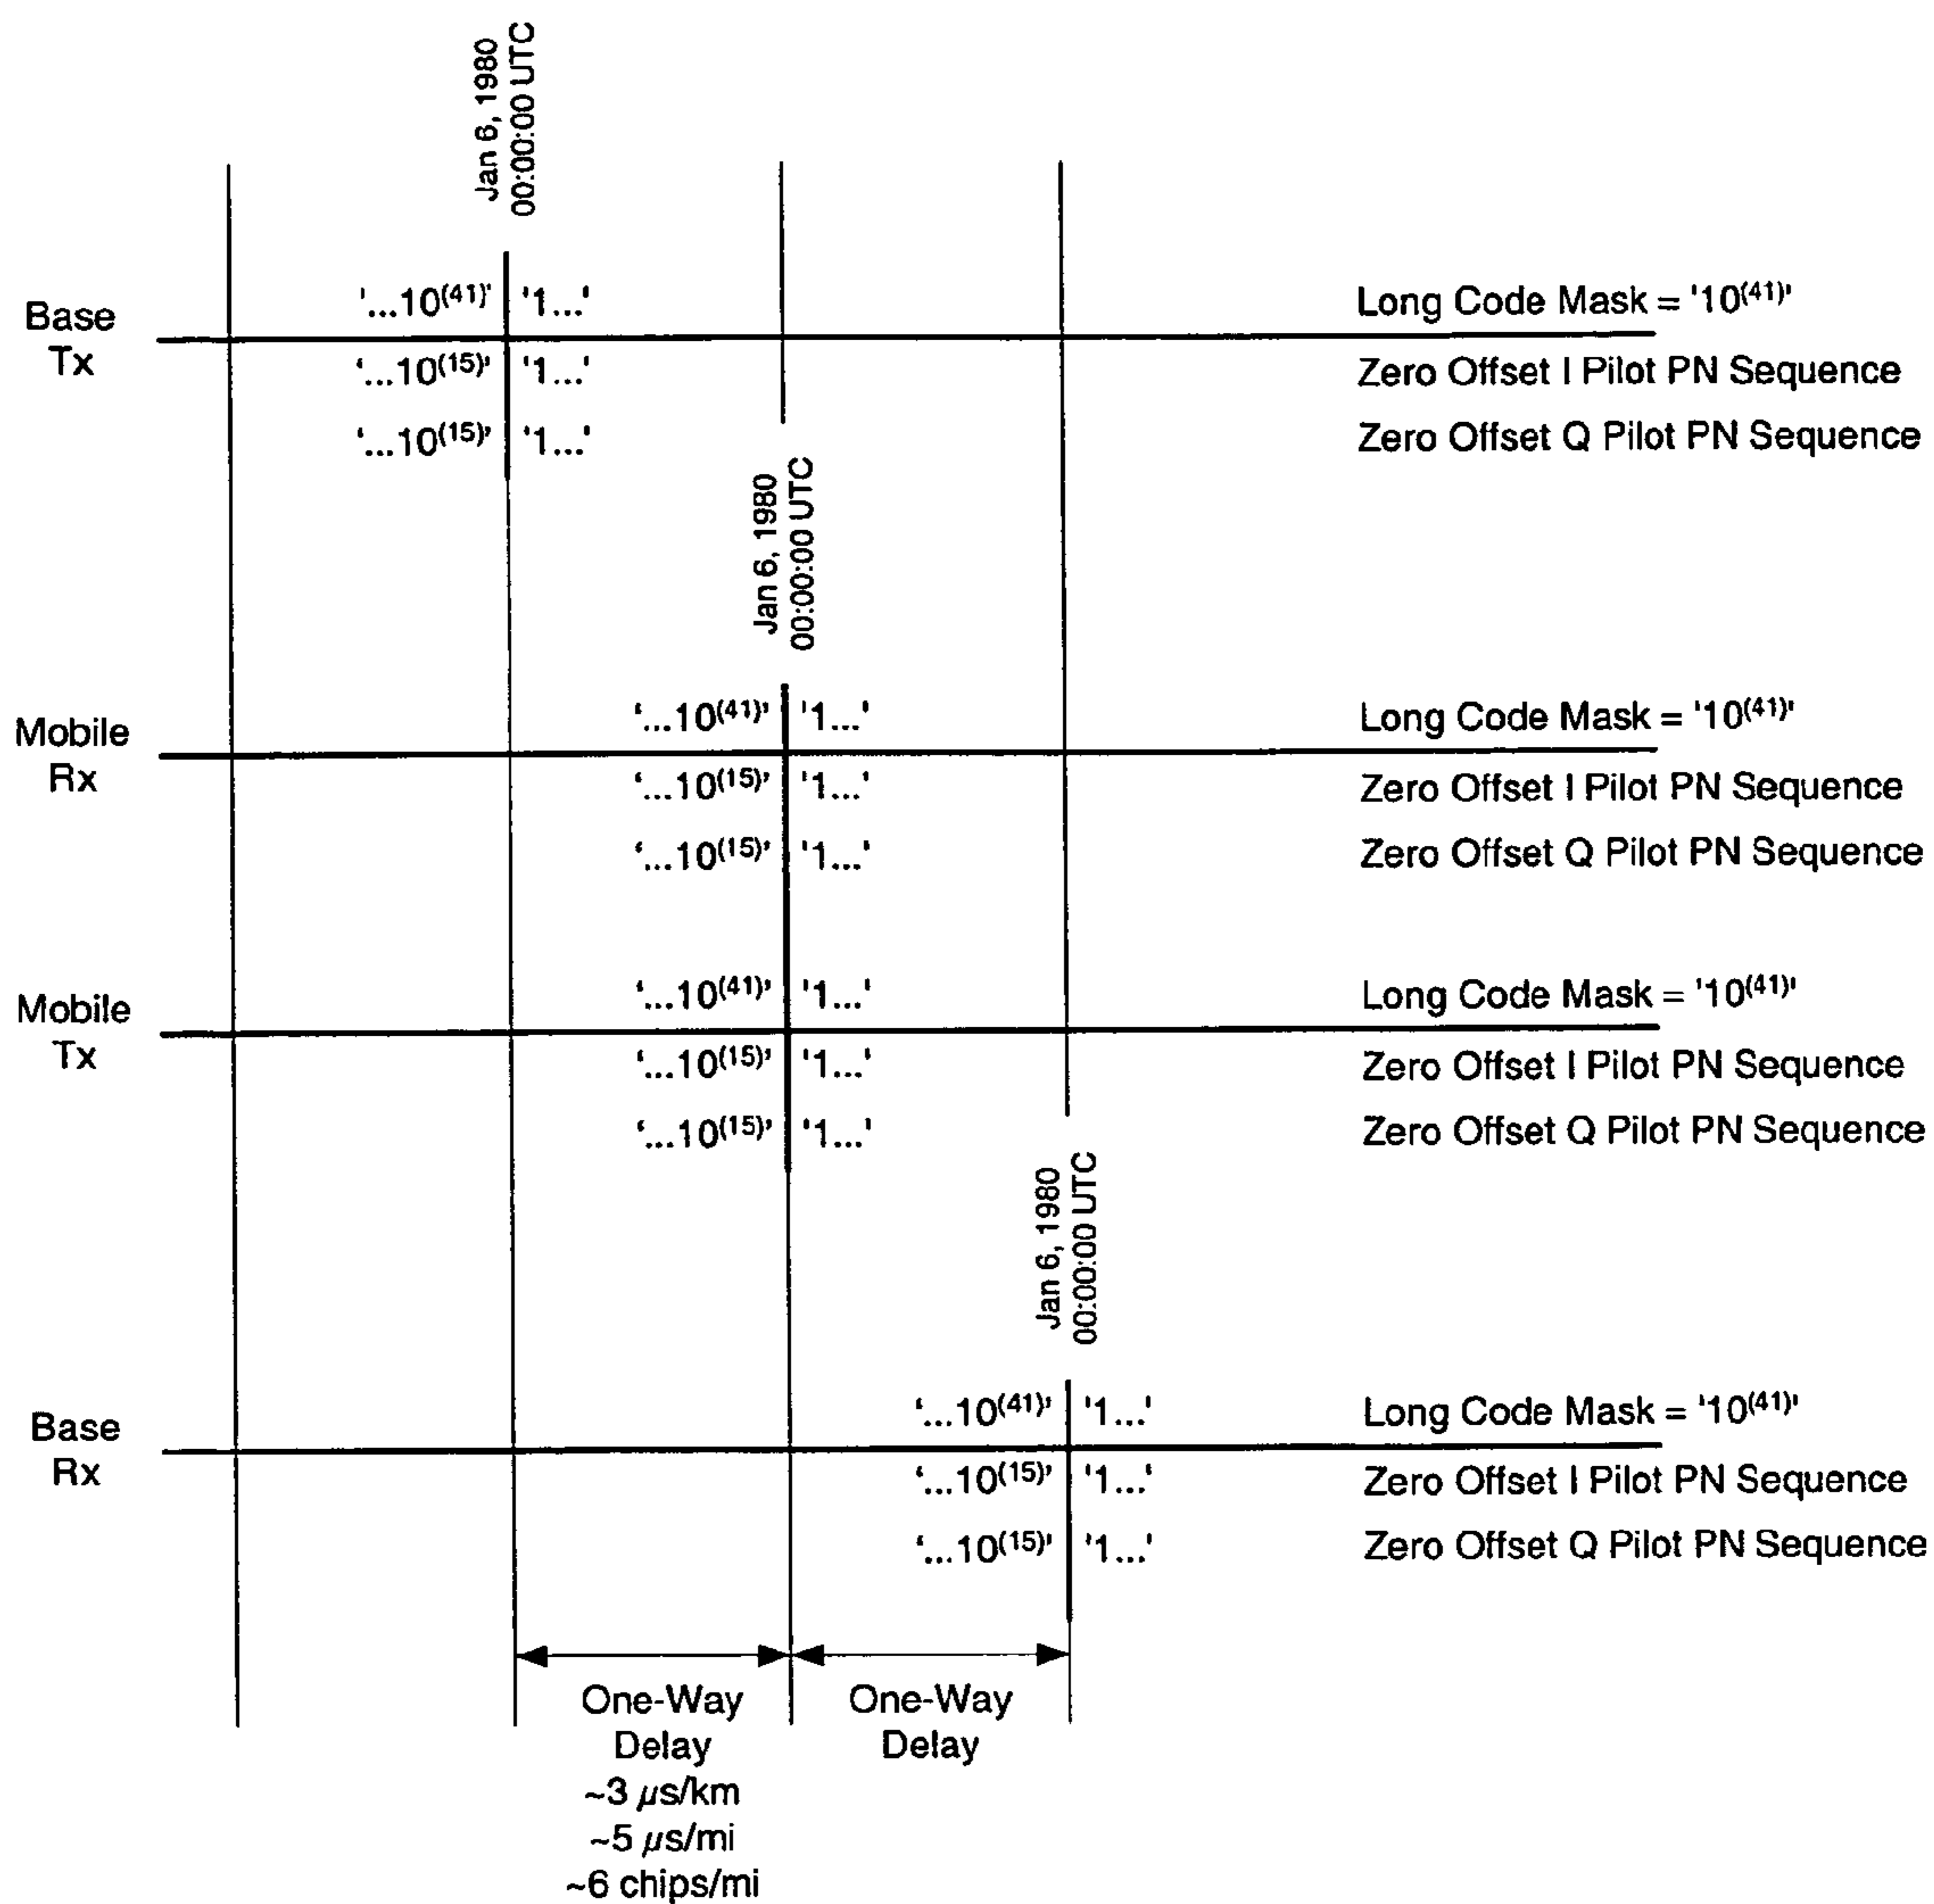 Jan 6, 1980
00:00:00 UTC
Base
Tx
'...10(41)' '1...' Long Code Mask = '10(41)'
'...10(15)' '1...' Zero Offset I Pilot PN Sequence
'...10(15)' '1...' Zero Offset Q Pilot PN Sequence
Jan 6, 1980
00:00:00 UTC
Mobile
Rx
'...10(41)' '1...' Long Code Mask = '10(41)'
'...10(15)' '1...' Zero Offset I Pilot PN Sequence
'...10(15)' '1...' Zero Offset Q Pilot PN Sequence
Mobile
Tx
'...10(41)' '1...' Long Code Mask = '10(41)'
'...10(15)' '1...' Zero Offset I Pilot PN Sequence
'...10(15)' '1...' Zero Offset Q Pilot PN Sequence
Jan 6, 1980
00:00:00 UTC
Base
Rx
'...10(41)' '1...' Long Code Mask = '10(41)'
'...10(15)' '1...' Zero Offset I Pilot PN Sequence
'...10(15)' '1...' Zero Offset Q Pilot PN Sequence
One-Way
Delay
~3 µs/km
~5 µs/mi
~6 chips/mi
One-Way
Delay